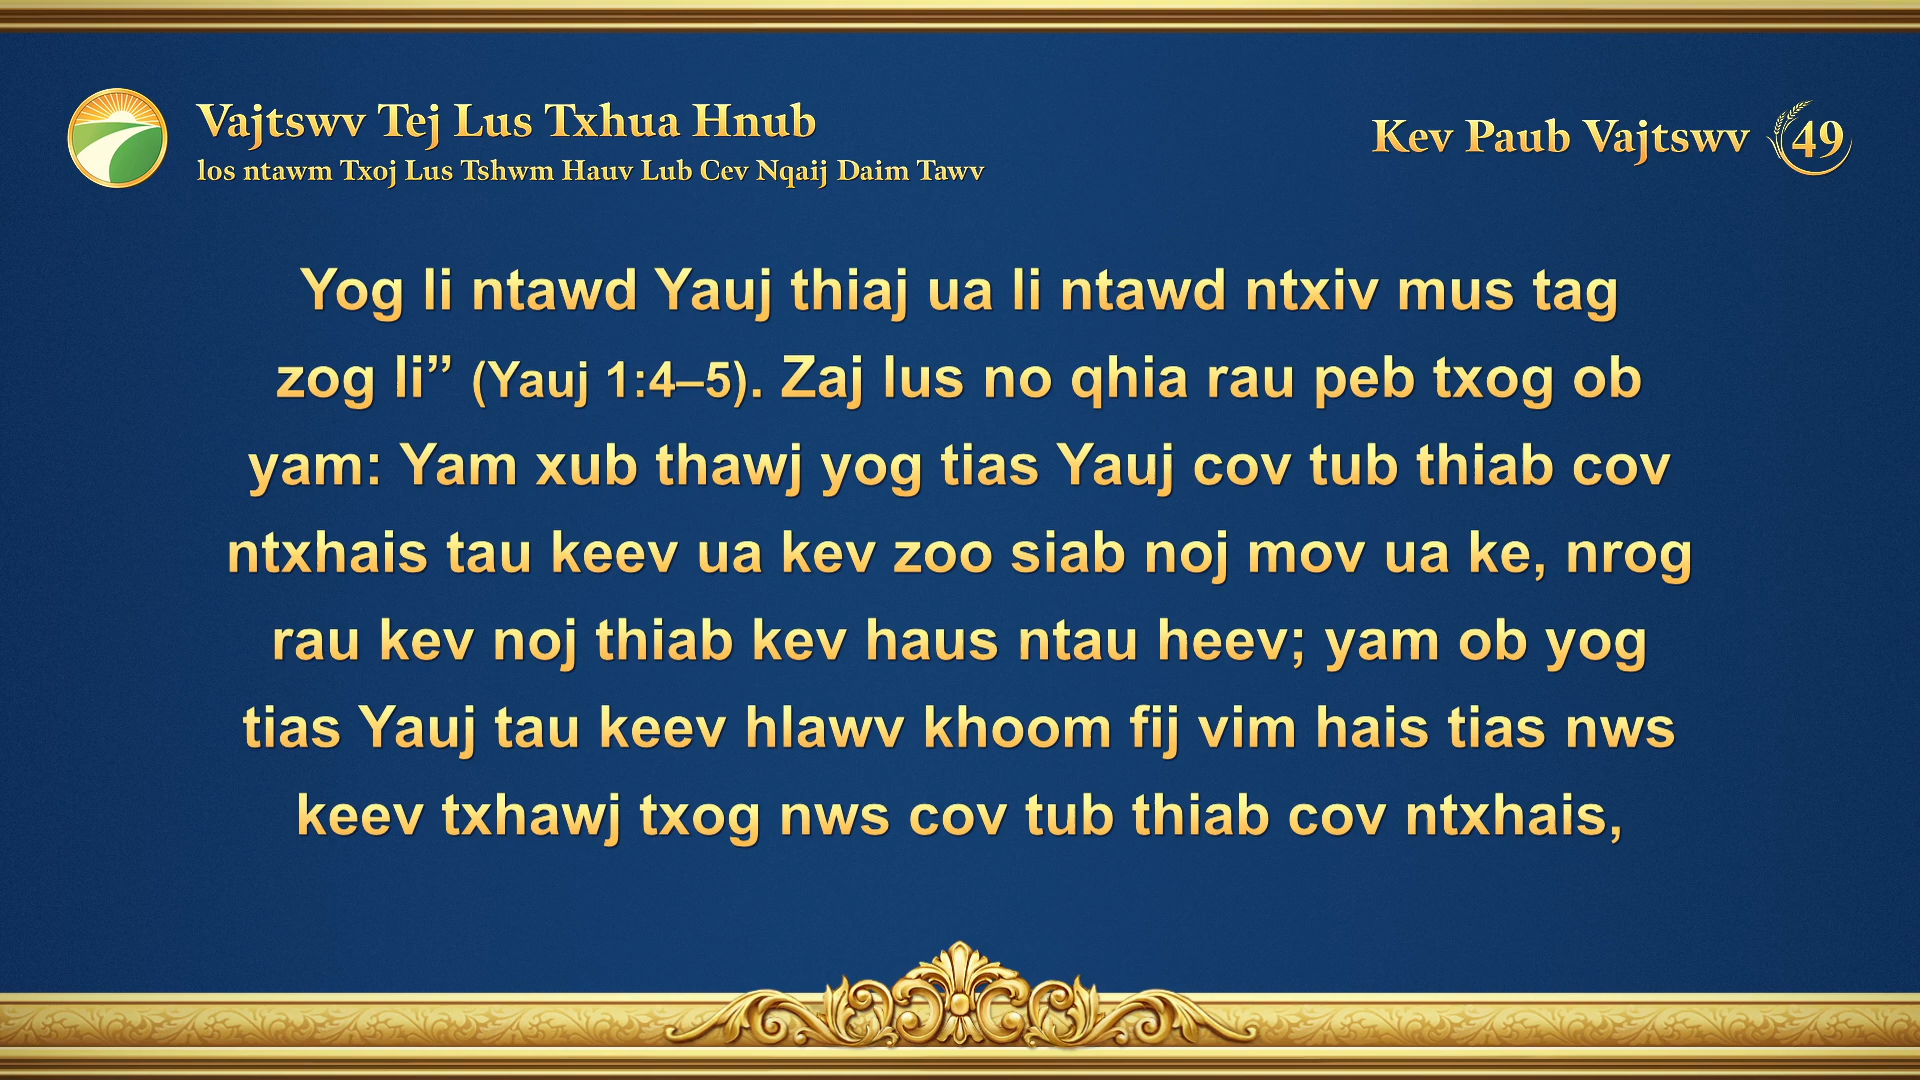 Vajtswv Tej Lus Txhua Hnub
los ntawm Txoj Lus Tshwm Hauv Lub Cev Nqaij Daim Tawv
Kev Paub Vajtswv 49
Yog li ntawd Yauj thiaj ua li ntawd ntxiv mus tag
zog li” (Yauj 1:4–5). Zaj lus no qhia rau peb txog ob
yam: Yam xub thawj yog tias Yauj cov tub thiab cov
ntxhais tau keev ua kev zoo siab noj mov ua ke, nrog
rau kev noj thiab kev haus ntau heev; yam ob yog
tias Yauj tau keev hlawv khoom fij vim hais tias nws
keev txhawj txog nws cov tub thiab cov ntxhais,